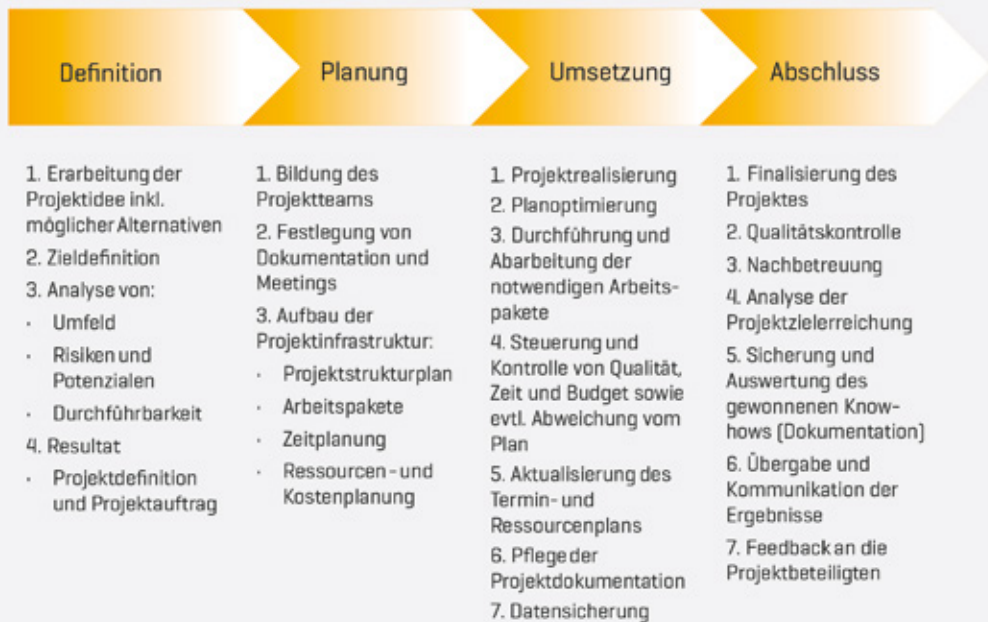 Definition
Planung
Umsetzung
Abschluss
1. Erarbeitung der
Projektidee inkl.
möglicher Alternativen
2. Zieldefinition
3. Analyse von:
· Umfeld
· Risiken und
Potenzialen
· Durchführbarkeit
4. Resultat
· Projektdefinition
und Projektauftrag
1. Bildung des
Projektteams
2. Festlegung von
Dokumentation und
Meetings
3. Aufbau der
Projektinfrastruktur:
· Projektstrukturplan
· Arbeitspakete
· Zeitplanung
· Ressourcen- und
Kostenplanung
1. Projektrealisierung
2. Planoptimierung
3. Durchführung und
Abarbeitung der
notwendigen Arbeits-
pakete
4. Steuerung und
Kontrolle von Qualität,
Zeit und Budget sowie
evtl. Abweichung vom
Plan
5. Aktualisierung des
Termin- und
Ressourcenplans
6. Pflege der
Projektdokumentation
7. Datensicherung
1. Finalisierung des
Projektes
2. Qualitätskontrolle
3. Nachbetreuung
4. Analyse der
Projektzielerreichung
5. Sicherung und
Auswertung des
gewonnenen Know-
hows (Dokumentation)
6. Übergabe und
Kommunikation der
Ergebnisse
7. Feedback an die
Projektbeteiligten